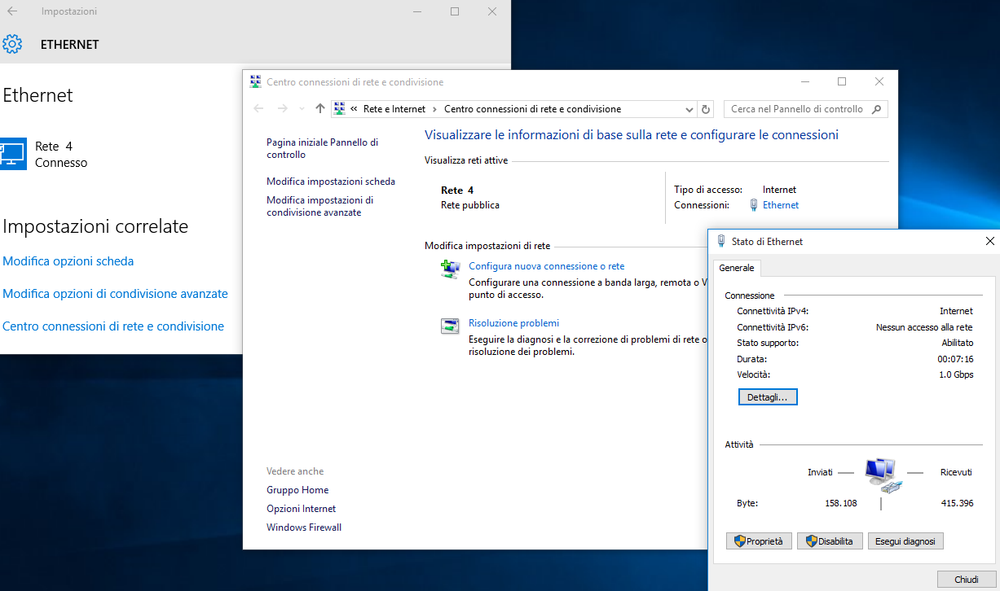 Impostazioni
ETHERNET
Ethernet
Rete 4
Connesso
Impostazioni correlate
Modifica opzioni scheda
Modifica opzioni di condivisione avanzate
Centro connessioni di rete e condivisione
Centro connessioni di rete e condivisione
« Rete e Internet › Centro connessioni di rete e condivisione
Cerca nel Pannello di controllo
Pagina iniziale Pannello di
controllo
Modifica impostazioni scheda
Modifica impostazioni di
condivisione avanzate
Visualizzare le informazioni di base sulla rete e configurare le connessioni
Visualizza reti attive
Rete 4
Rete pubblica
Tipo di accesso: Internet
Connessioni: Ethernet
Modifica impostazioni di rete
Configura nuova connessione o rete
Configurare una connessione a banda larga, remota o V
punto di accesso.
Risoluzione problemi
Eseguire la diagnosi e la correzione di problemi di rete o
risoluzione dei problemi.
Vedere anche
Gruppo Home
Opzioni Internet
Windows Firewall
Stato di Ethernet
Generale
Connessione
Connettività IPv4: Internet
Connettività IPv6: Nessun accesso alla rete
Stato supporto: Abilitato
Durata: 00:07:16
Velocità: 1.0 Gbps
Dettagli...
Attività
Inviati Ricevuti
Byte: 158.108 415.396
Proprietà Disabilita Esegui diagnosi
Chiudi